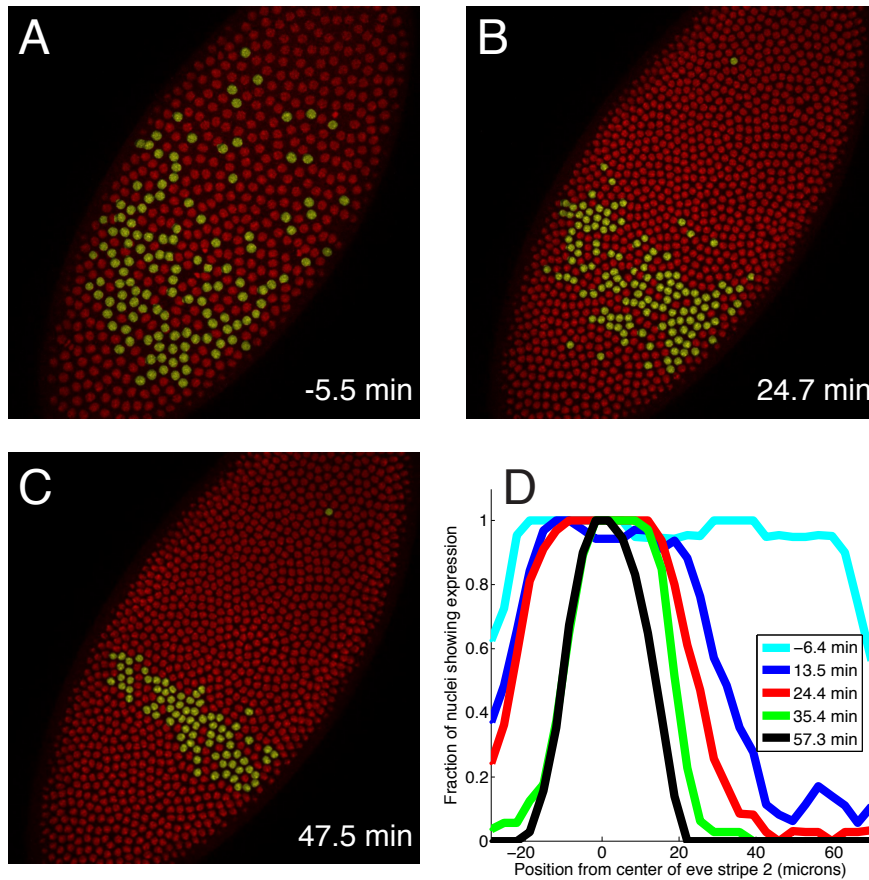 A
-5.5 min
B
24.7 min
C
47.5 min
D
Fraction of nuclei showing expression
1
0.8
0.6
0.4
0.2
0
−20
0
20
40
60
Position from center of eve stripe 2 (microns)
−6.4 min
13.5 min
24.4 min
35.4 min
57.3 min